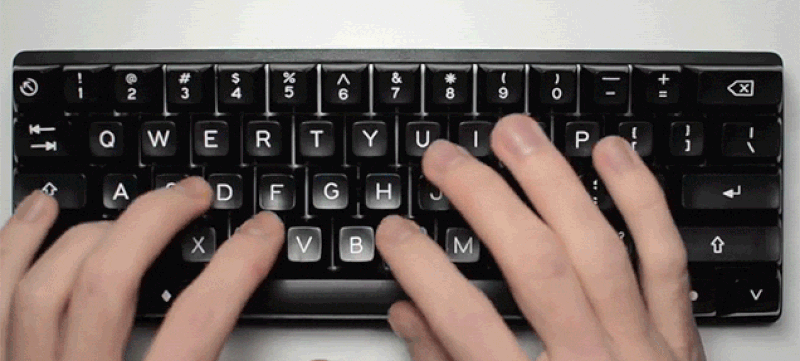 ! @ # $ % ^ & * ( ) — +
1 2 3 4 5 6 7 8 9 0 - =
Q W E R T Y U I P [ ] \
A D F G H J
X V B M